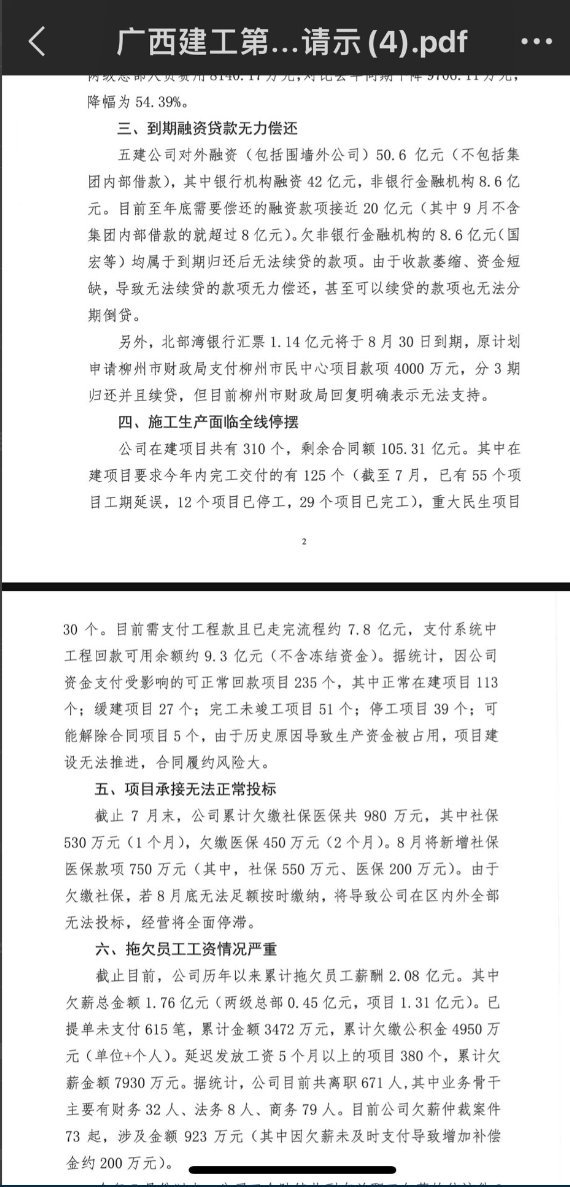 广西建工第...请示(4).pdf
两级总部人员费用8140.17万元,对比去年同期下降9706.11万元,
降幅为 54.39%。
三、到期融资贷款无力偿还
五建公司对外融资（包括围墙外公司）50.6 亿元（不包括集
团内部借款），其中银行机构融资 42 亿元，非银行金融机构 8.6 亿
元。目前至年底需要偿还的融资款项接近 20 亿元（其中 9 月不含
集团内部借款的就超过 8 亿元）。欠非银行金融机构的 8.6 亿元（国
宏等）均属于到期归还后无法续贷的款项。由于收款萎缩、资金短
缺，导致无法续贷的款项无力偿还，甚至可以续贷的款项也无法分
期倒贷。
另外，北部湾银行汇票 1.14 亿元将于 8 月 30 日到期，原计划
申请柳州市财政局支付柳州市民中心项目款项 4000 万元，分 3 期
归还并且续贷，但目前柳州市财政局回复明确表示无法支持。
四、施工生产面临全线停摆
公司在建项目共有 310 个，剩余合同额 105.31 亿元。其中在
建项目要求今年内完工交付的有 125 个（截至 7 月，已有 55 个项
目工期延误，12 个项目已停工，29 个项目已完工），重大民生项目
2
30 个。目前需支付工程款且已走完流程约 7.8 亿元，支付系统中
工程回款可用余额约 9.3 亿元（不含冻结资金）。据统计，因公司
资金支付受影响的可正常回款项目 235 个，其中正常在建项目 113
个；缓建项目 27 个；完工未竣工项目 51 个；停工项目 39 个；可
能解除合同项目 5 个，由于历史原因导致生产资金被占用，项目建
设无法推进，合同履约风险大。
五、项目承接无法正常投标
截止 7 月末，公司累计欠缴社保医保共 980 万元，其中社保
530 万元（1 个月），欠缴医保 450 万元（2 个月）。8 月将新增社保
医保款项 750 万元（其中，社保 550 万元、医保 200 万元）。由于
欠缴社保，若 8 月底无法足额按时缴纳，将导致公司在区内外全部
无法投标，经营将全面停滞。
六、拖欠员工工资情况严重
截止目前，公司历年以来累计拖欠员工薪酬 2.08 亿元。其中
欠薪总金额 1.76 亿元（两级总部 0.45 亿元，项目 1.31 亿元）。已
提单未支付 615 笔，累计金额 3472 万元，累计欠缴公积金 4950 万
元（单位+个人）。延迟发放工资 5 个月以上的项目 380 个，累计欠
薪金额 7930 万元。据统计，公司目前共离职 671 人,其中业务骨干
主要有财务 32 人、法务 8 人、商务 79 人。目前公司欠薪仲裁案件
73 起，涉及金额 923 万元（其中因欠薪未及时支付导致增加补偿
金约 200 万元）。